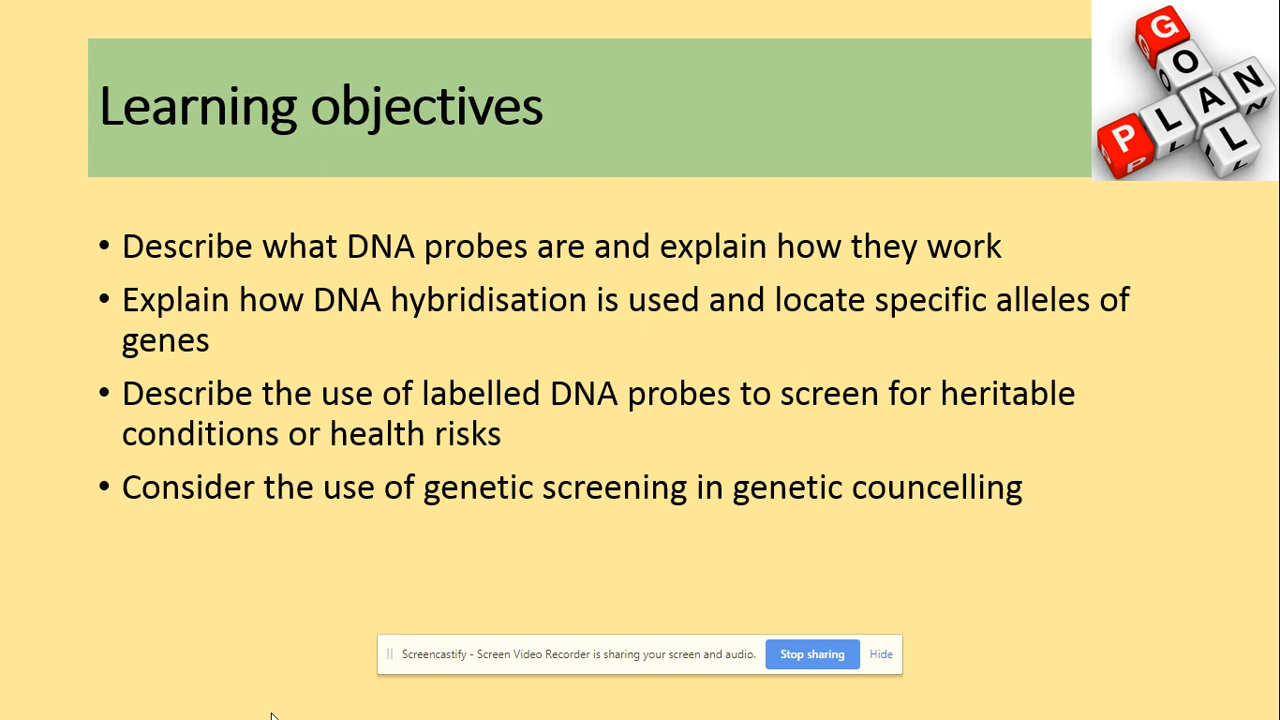 Learning objectives
GOAL
PLAN
• Describe what DNA probes are and explain how they work
• Explain how DNA hybridisation is used and locate specific alleles of
genes
• Describe the use of labelled DNA probes to screen for heritable
conditions or health risks
• Consider the use of genetic screening in genetic councelling
Screencastify - Screen Video Recorder is sharing your screen and audio. Stop sharing Hide